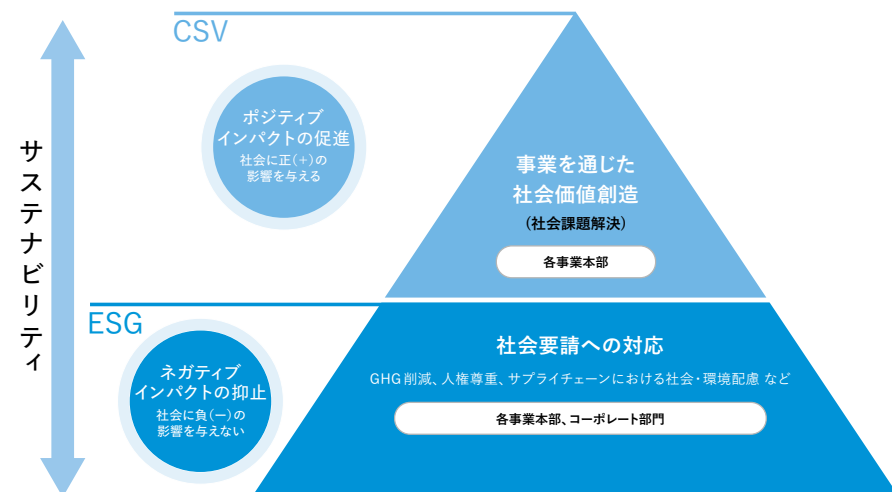 サステナビリティ
CSV
ポジティブ
インパクトの促進
社会に正(+)の
影響を与える
事業を通じた
社会価値創造
(社会課題解決)
各事業本部
ESG
ネガティブ
インパクトの抑止
社会に負(ー)の
影響を与えない
社会要請への対応
GHG削減、人権尊重、サプライチェーンにおける社会・環境配慮 など
各事業本部、コーポレート部門